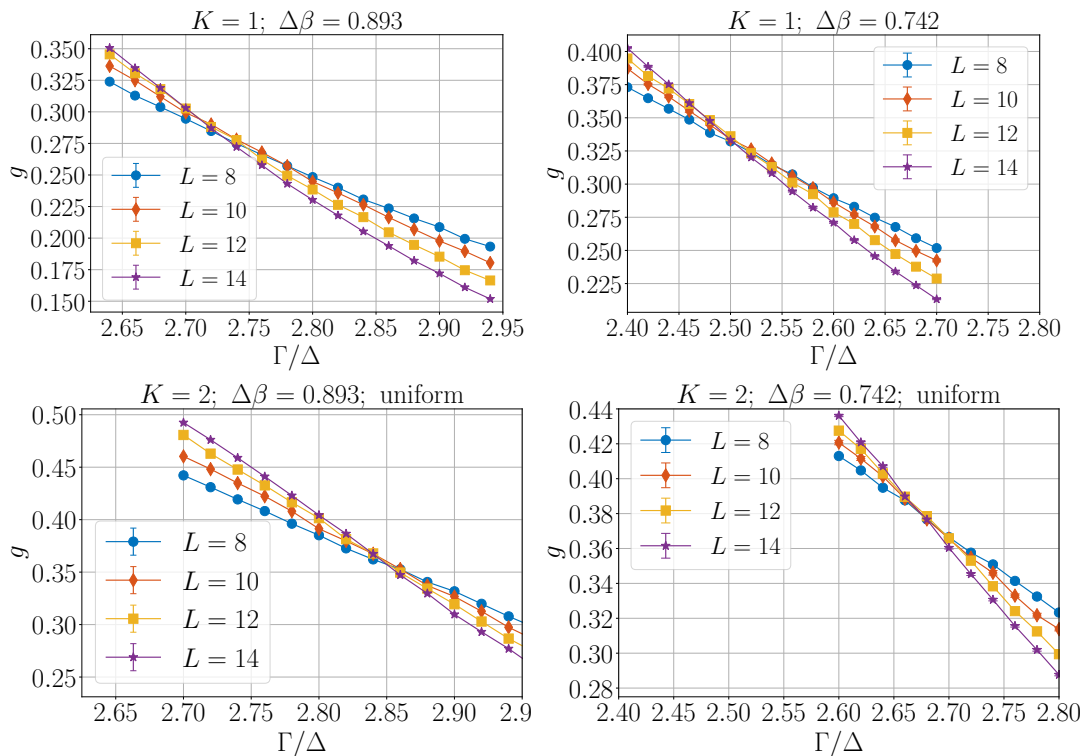 K = 1; Δβ = 0.893
0.350
0.325
0.300
0.275
0.250
0.225
0.200
0.175
0.150
g
L = 8
L = 10
L = 12
L = 14
2.65 2.70 2.75 2.80 2.85 2.90 2.95
Γ/Δ
K = 1; Δβ = 0.742
0.400
0.375
0.350
0.325
0.300
0.275
0.250
0.225
g
L = 8
L = 10
L = 12
L = 14
2.40 2.45 2.50 2.55 2.60 2.65 2.70 2.75 2.80
Γ/Δ
K = 2; Δβ = 0.893; uniform
0.50
0.45
0.40
0.35
0.30
0.25
g
L = 8
L = 10
L = 12
L = 14
2.65 2.70 2.75 2.80 2.85 2.90 2.9
Γ/Δ
K = 2; Δβ = 0.742; uniform
0.44
0.42
0.40
0.38
0.36
0.34
0.32
0.30
0.28
g
L = 8
L = 10
L = 12
L = 14
2.40 2.45 2.50 2.55 2.60 2.65 2.70 2.75 2.80
Γ/Δ